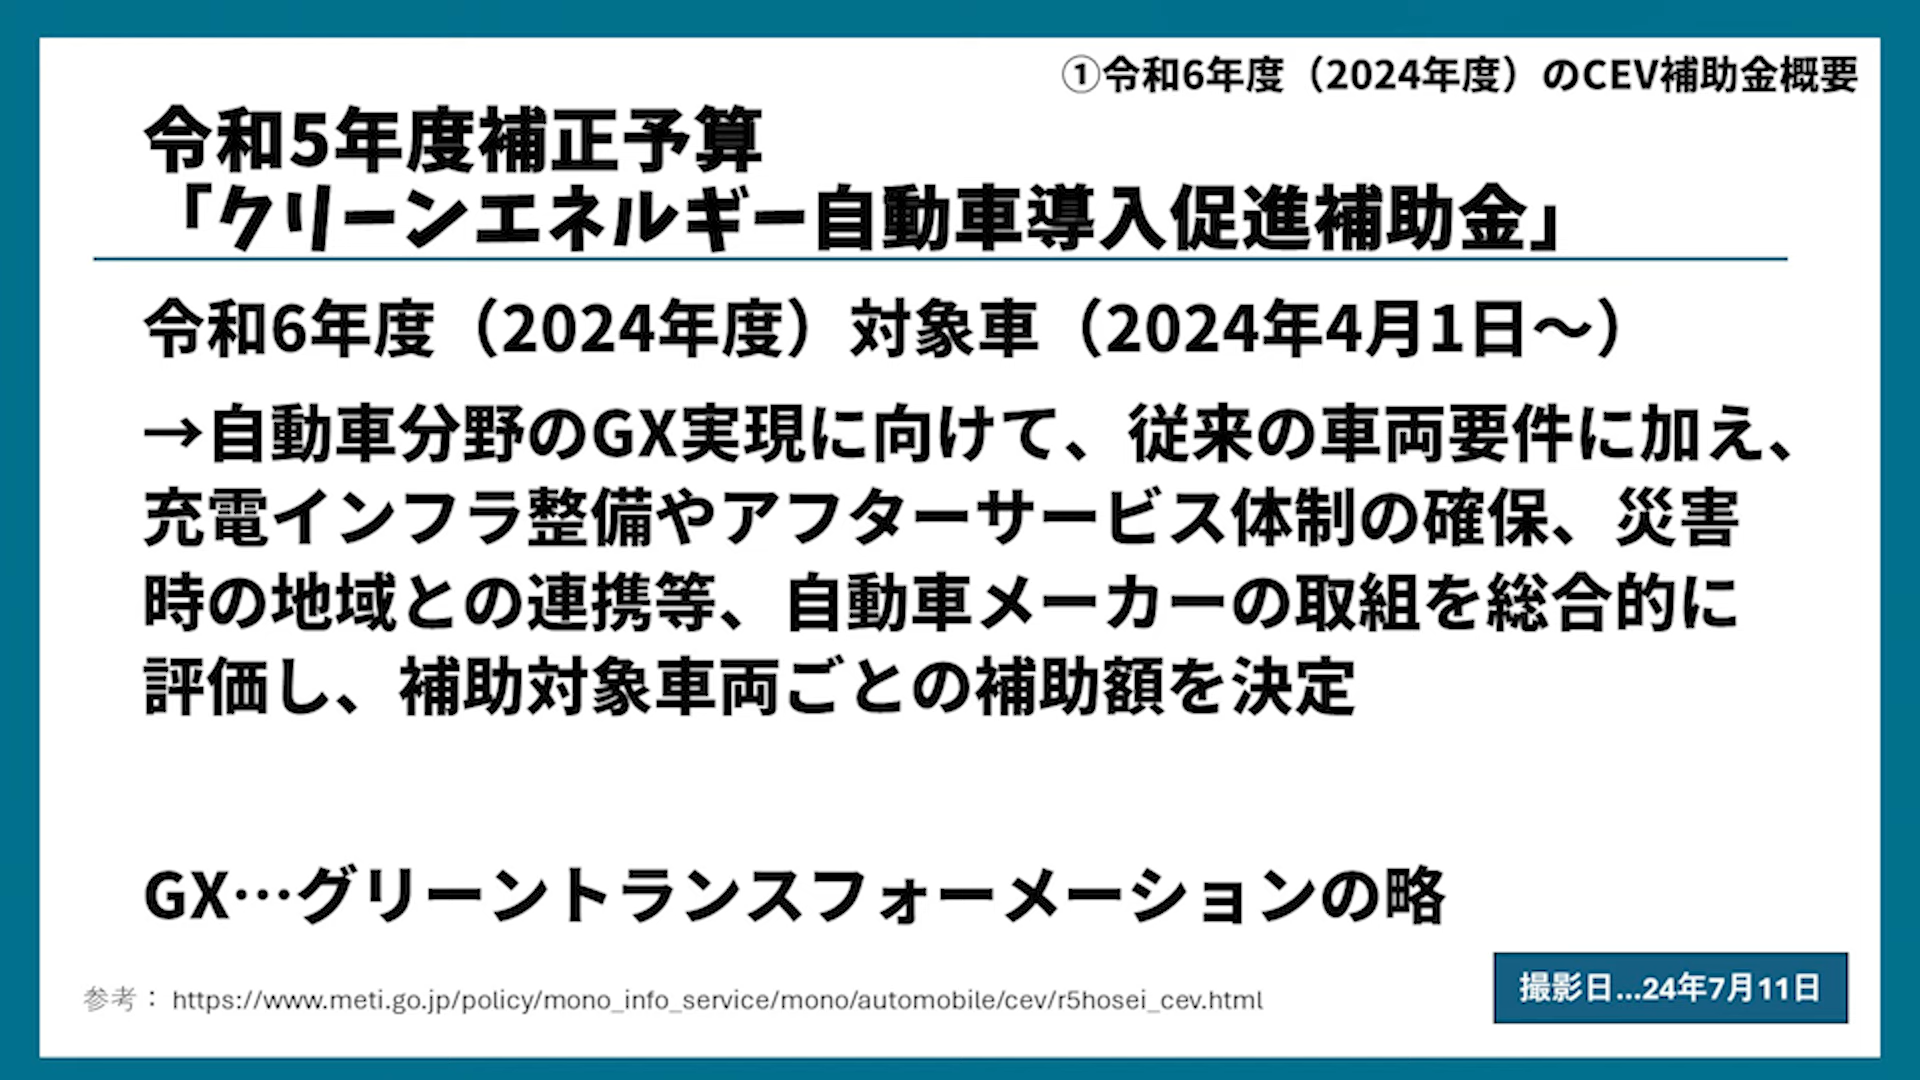 ①令和6年度（2024年度）のCEV補助金概要
令和5年度補正予算
「クリーンエネルギー自動車導入促進補助金」
令和6年度（2024年度）対象車（2024年4月1日～）
→自動車分野のGX実現に向けて、従来の車両要件に加え、
充電インフラ整備やアフターサービス体制の確保、災害
時の地域との連携等、自動車メーカーの取組を総合的に
評価し、補助対象車両ごとの補助額を決定
GX…グリーントランスフォーメーションの略
参考： https://www.meti.go.jp/policy/mono_info_service/mono/automobile/cev/r5hosei_cev.html
撮影日...24年7月11日